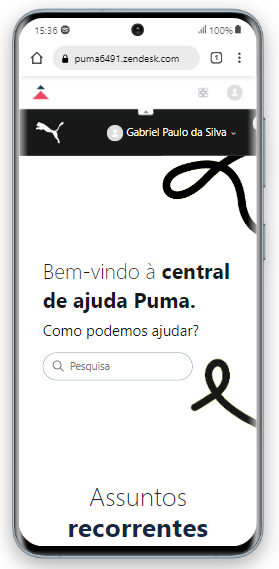 15:36
100%
puma6491.zendesk.com
1
Gabriel Paulo da Silva
Bem-vindo à central
de ajuda Puma.
Como podemos ajudar?
Pesquisa
Assuntos
recorrentes